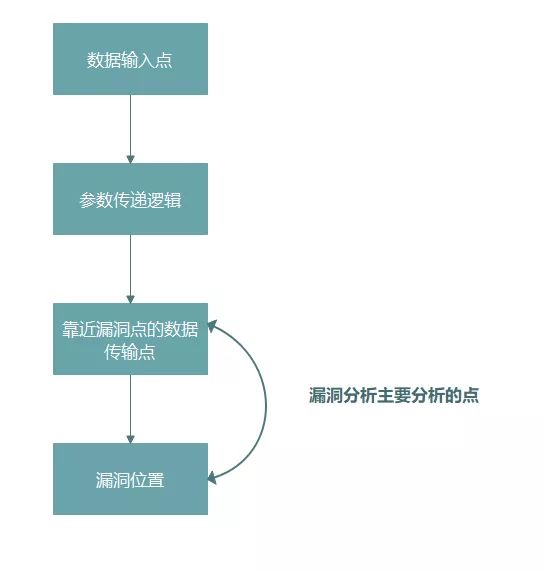 数据输入点
参数传递逻辑
靠近漏洞点的数据
传输点
漏洞分析主要分析的点
漏洞位置